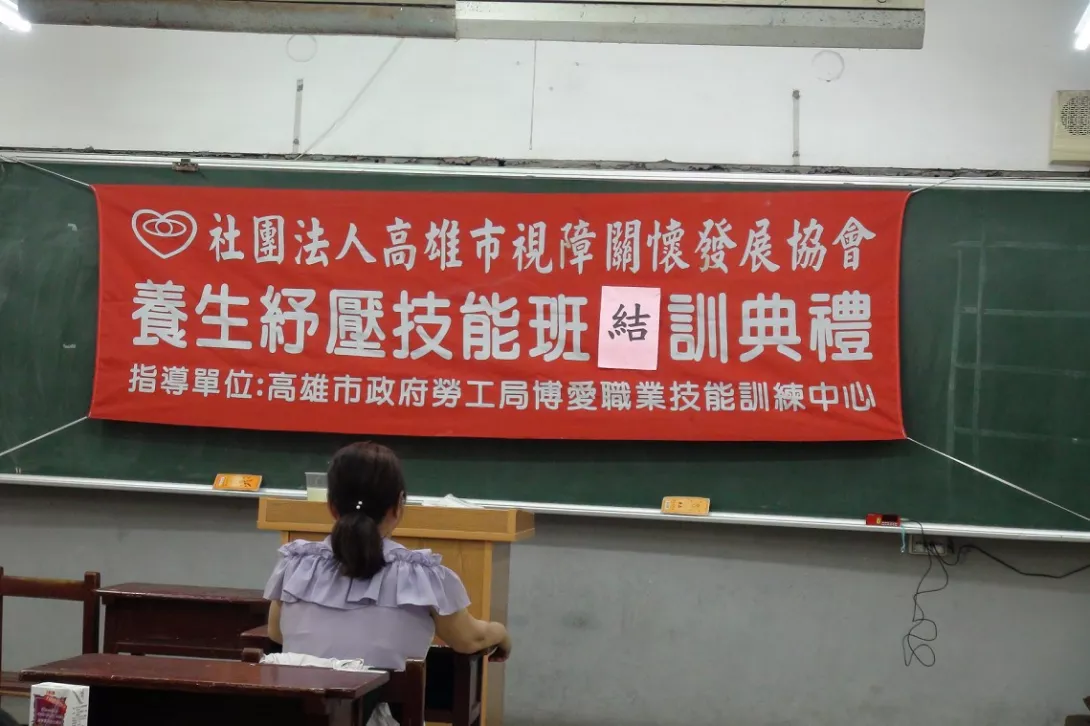 社團法人高雄市視障關懷發展協會
養生紓壓技能班結訓典禮
指導單位:高雄市政府勞工局博愛職業技能訓練中心